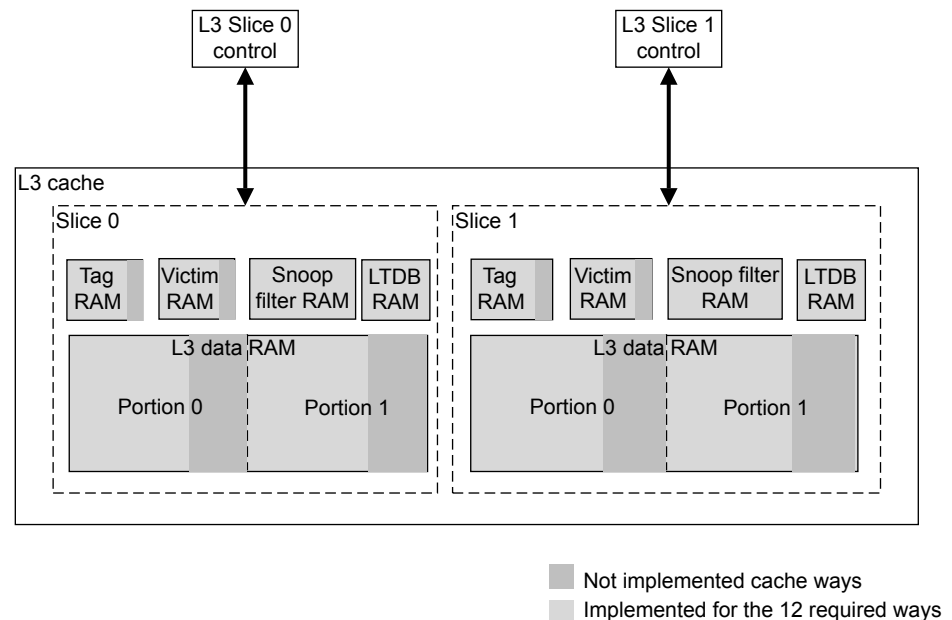 L3 Slice 0
control
L3 Slice 1
control
L3 cache
Slice 0
Tag
RAM
Victim
RAM
Snoop
filter RAM
LTDB
RAM
L3 data RAM
Portion 0
Portion 1
Slice 1
Tag
RAM
Victim
RAM
Snoop filter
RAM
LTDB
RAM
L3 data RAM
Portion 0
Portion 1
Not implemented cache ways
Implemented for the 12 required ways